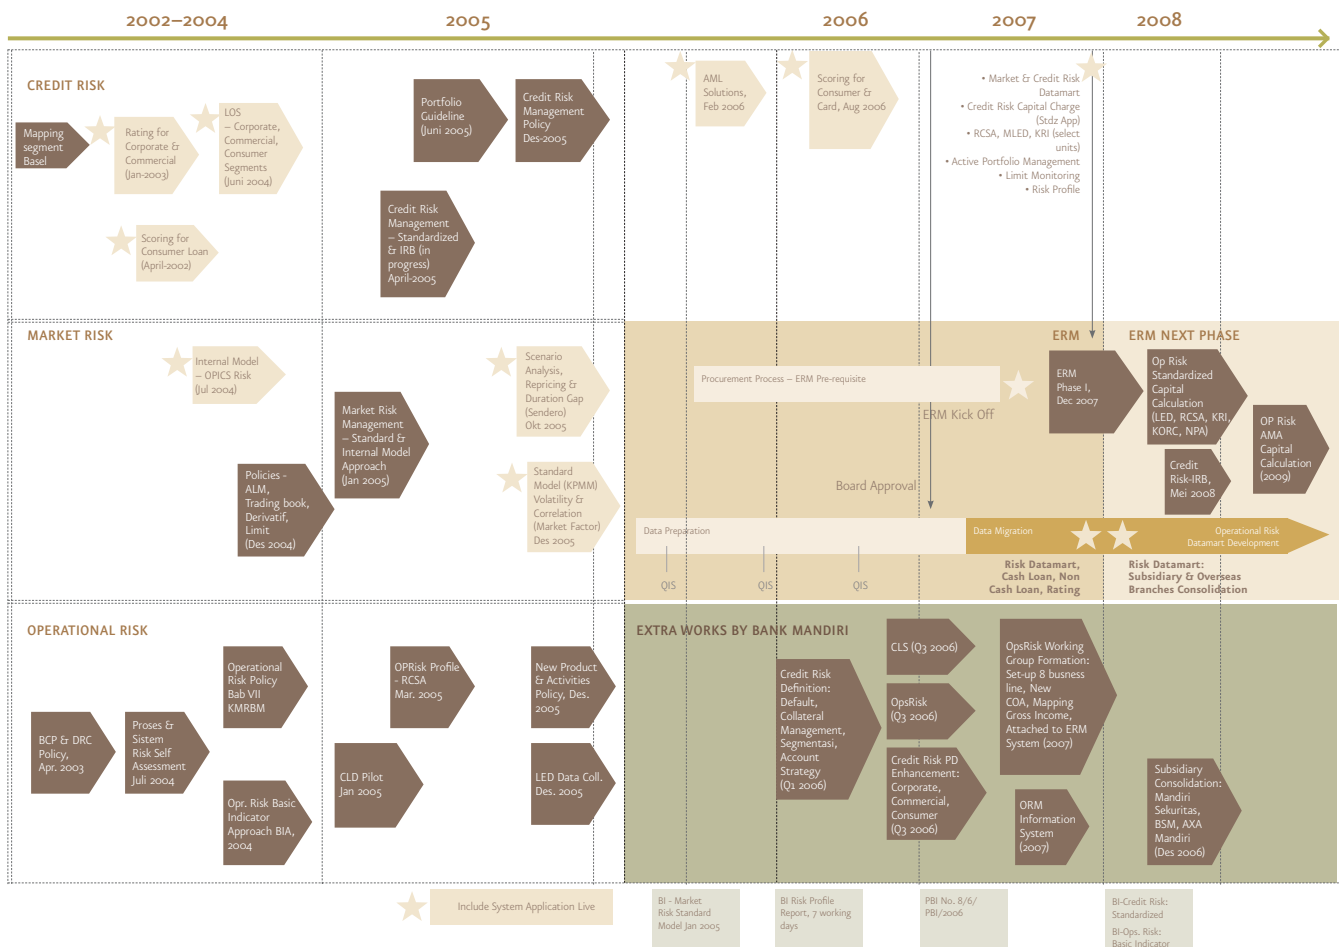 2002–2004
2005
2006
2007
2008
CREDIT RISK
Mapping
segment
Basel
Rating for
Corporate &
Commercial
(Jan-2003)
LOS
– Corporate,
Commercial,
Consumer
Segments
(Juni 2004)
Scoring for
Consumer Loan
(April-2002)
Portfolio
Guideline
(Juni 2005)
Credit Risk
Management
Policy
Des-2005
Credit Risk
Management
– Standardized
& IRB (in
progress)
April-2005
AML
Solutions,
Feb 2006
Scoring for
Consumer &
Card, Aug 2006
• Market & Credit Risk
Datamart
• Credit Risk Capital Charge
(Stdz App)
• RCSA, MLED, KRI (select
units)
• Active Portfolio Management
• Limit Monitoring
• Risk Profile
MARKET RISK
Internal Model
– OPICS Risk
(Jul 2004)
Policies -
ALM,
Trading book,
Derivatif,
Limit
(Des 2004)
Market Risk
Management
– Standard &
Internal Model
Approach
(Jan 2005)
Scenario
Analysis,
Repricing &
Duration Gap
(Sendero)
Okt 2005
Standard
Model (KPMM)
Volatility &
Correlation
(Market Factor)
Des 2005
ERM
ERM NEXT PHASE
Procurement Process – ERM Pre-requisite
ERM Kick Off
Board Approval
ERM
Phase I,
Dec 2007
Op Risk
Standardized
Capital
Calculation
(LED, RCSA, KRI,
KORC, NPA)
Credit
Risk-IRB,
Mei 2008
OP Risk
AMA
Capital
Calculation
(2009)
Data Preparation
Data Migration
Operational Risk
Datamart Development
QIS
QIS
QIS
Risk Datamart,
Cash Loan, Non
Cash Loan, Rating
Risk Datamart:
Subsidiary & Overseas
Branches Consolidation
OPERATIONAL RISK
BCP & DRC
Policy,
Apr. 2003
Proses &
Sistem
Risk Self
Assessment
Juli 2004
Operational
Risk Policy
Bab VII
KMRBM
Opr. Risk Basic
Indicator
Approach BIA,
2004
OPRisk Profile
- RCSA
Mar. 2005
CLD Pilot
Jan 2005
New Product
& Activities
Policy, Des.
2005
LED Data Coll.
Des. 2005
EXTRA WORKS BY BANK MANDIRI
Credit Risk
Definition:
Default,
Collateral
Management,
Segmentasi,
Account
Strategy
(Q1 2006)
CLS (Q3 2006)
OpsRisk
(Q3 2006)
Credit Risk PD
Enhancement:
Corporate,
Commercial,
Consumer
(Q3 2006)
OpsRisk Working
Group Formation:
Set-up 8 busness
line, New
COA, Mapping
Gross Income,
Attached to ERM
System (2007)
ORM
Information
System
(2007)
Subsidiary
Consolidation:
Mandiri
Sekuritas,
BSM, AXA
Mandiri
(Des 2006)
Include System Application Live
BI - Market
Risk Standard
Model Jan 2005
BI Risk Profile
Report, 7 working
days
PBI No. 8/6/
PBI/2006
BI-Credit Risk:
Standardized
BI-Ops. Risk:
Basic Indicator